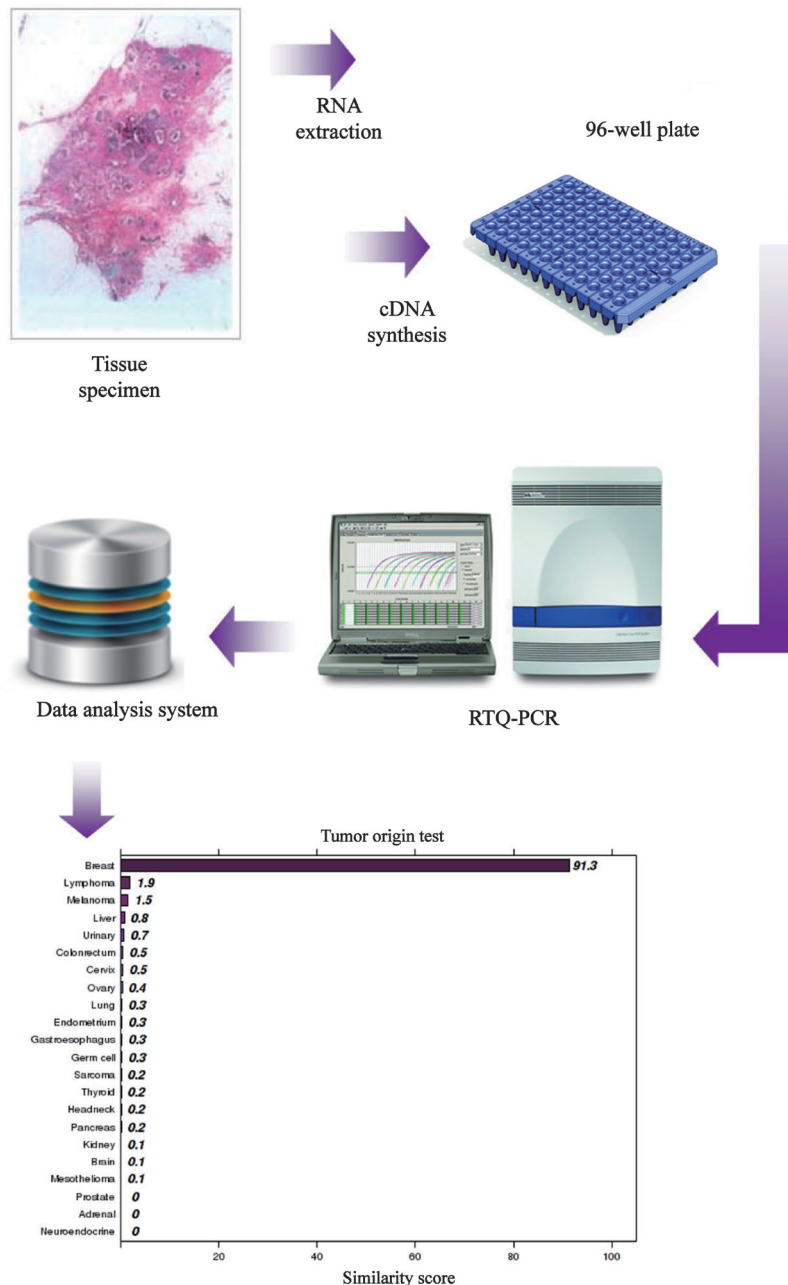 RNA
extraction
96-well plate
cDNA
synthesis
Tissue
specimen
Data analysis system
RTQ-PCR
Tumor origin test
Breast 91.3
Lymphoma 1.9
Melanoma 1.5
Liver 0.8
Urinary 0.7
Colonrectum 0.5
Cervix 0.5
Ovary 0.4
Lung 0.3
Endometrium 0.3
Gastroesophagus 0.3
Germ cell 0.3
Sarcoma 0.2
Thyroid 0.2
Headneck 0.2
Pancreas 0.2
Kidney 0.1
Brain 0.1
Mesothelioma 0.1
Prostate 0
Adrenal 0
Neuroendocrine 0
0 20 40 60 80 100
Similarity score